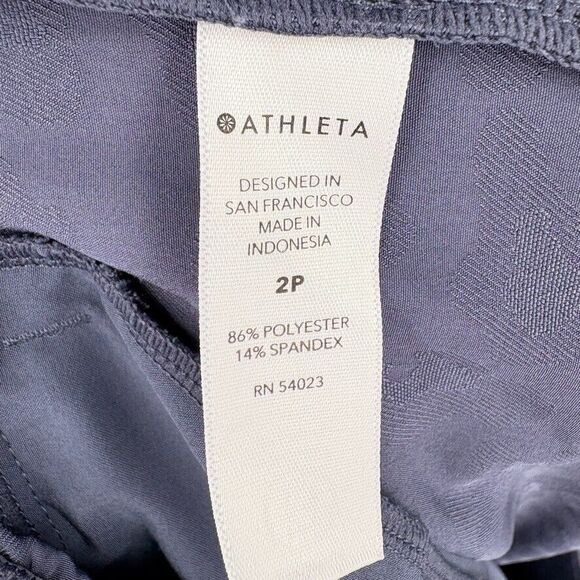 ATHLETA
DESIGNED IN
SAN FRANCISCO
MADE IN
INDONESIA
2P
86% POLYESTER
14% SPANDEX
RN 54023